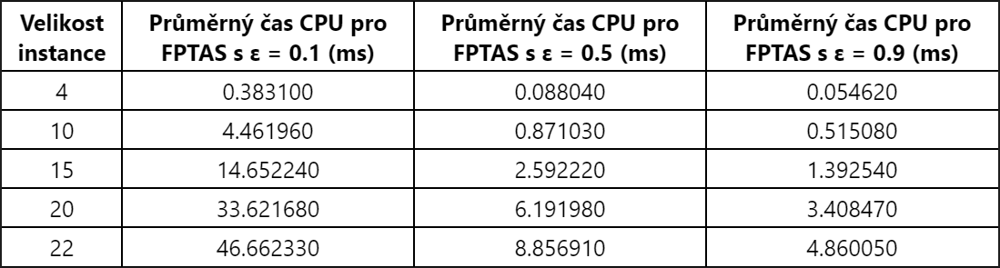 Velikost instance | Průměrný čas CPU pro FPTAS s ε = 0.1 (ms) | Průměrný čas CPU pro FPTAS s ε = 0.5 (ms) | Průměrný čas CPU pro FPTAS s ε = 0.9 (ms)
4 | 0.383100 | 0.088040 | 0.054620
10 | 4.461960 | 0.871030 | 0.515080
15 | 14.652240 | 2.592220 | 1.392540
20 | 33.621680 | 6.191980 | 3.408470
22 | 46.662330 | 8.856910 | 4.860050